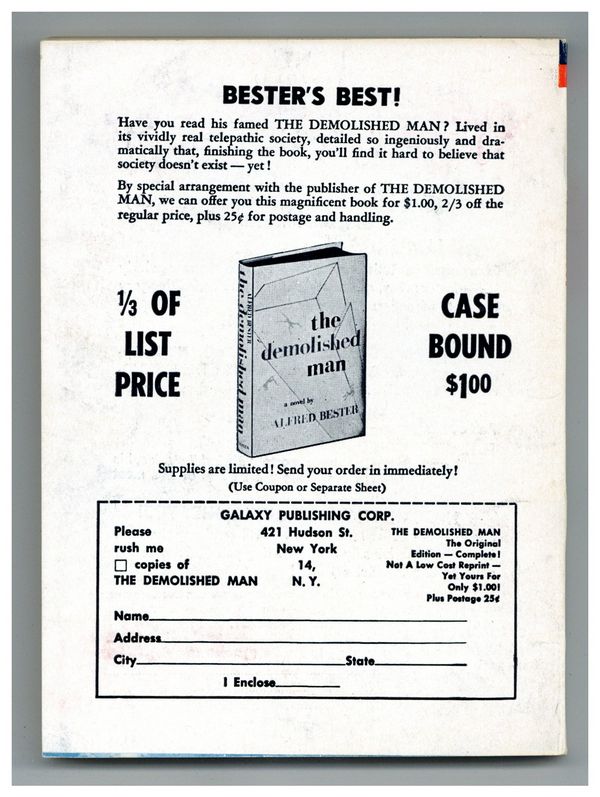 BESTER'S BEST!
Have you read his famed THE DEMOLISHED MAN? Lived in
its vividly real telepathic society, detailed so ingeniously and dra-
matically that, finishing the book, you'll find it hard to believe that
society doesn't exist — yet!
By special arrangement with the publisher of THE DEMOLISHED
MAN, we can offer you this magnificent book for $1.00, 2/3 off the
regular price, plus 25¢ for postage and handling.
⅓ OF
LIST
PRICE
the demolished man
ALFRED BESTER
the
demolished
man
a novel by
ALFRED BESTER
CASE
BOUND
$100
Supplies are limited! Send your order in immediately!
(Use Coupon or Separate Sheet)
GALAXY PUBLISHING CORP.
Please
rush me
copies of
THE DEMOLISHED MAN
421 Hudson St.
New York
14,
N. Y.
THE DEMOLISHED MAN
The Original
Edition — Complete!
Not A Low Cost Reprint —
Yet Yours For
Only $1.00!
Plus Postage 25¢
Name
Address
City State
I Enclose